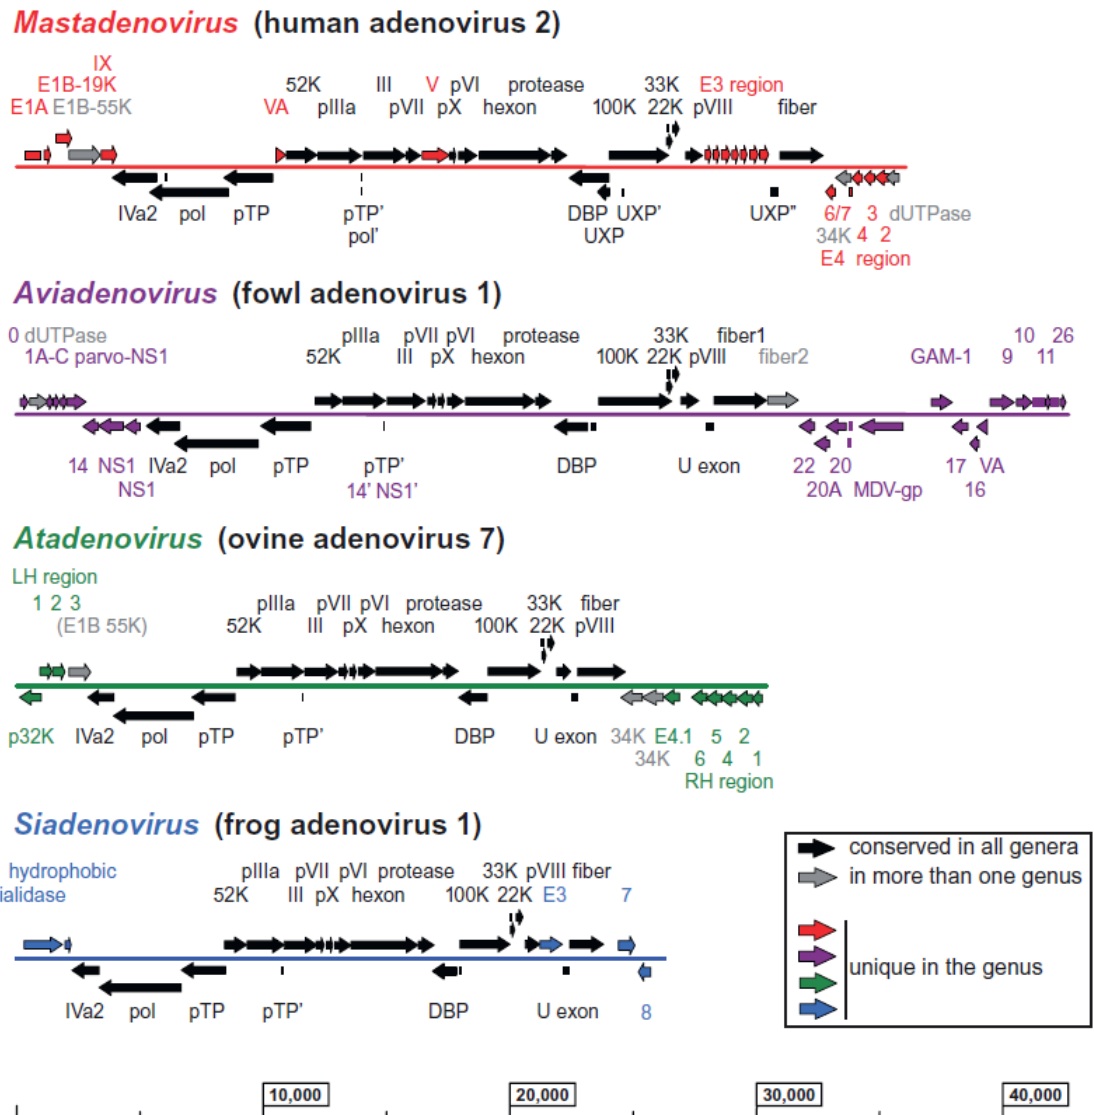 Mastadenovirus (human adenovirus 2)
IX
E1B-19K 52K III V pVI protease 33K E3 region
E1A E1B-55K VA pIIIa pVII pX hexon 100K 22K pVIII fiber
IVa2 pol pTP pTP' DBP UXP' UXP" 6/7 3 dUTPase
pol' UXP 34K 4 2
E4 region
Aviadenovirus (fowl adenovirus 1)
0 dUTPase pIIIa pVII pVI protease 33K fiber1 10 26
1A-C parvo-NS1 52K III pX hexon 100K 22K pVIII fiber2 GAM-1 9 11
14 NS1 IVa2 pol pTP pTP' DBP U exon 22 20 17 VA
NS1 14' NS1' 20A MDV-gp 16
Atadenovirus (ovine adenovirus 7)
LH region
1 2 3 pIIIa pVII pVI protease 33K fiber
(E1B 55K) 52K III pX hexon 100K 22K pVIII
p32K IVa2 pol pTP pTP' DBP U exon 34K E4.1 5 2
34K 6 4 1
RH region
Siadenovirus (frog adenovirus 1)
hydrophobic pIIIa pVII pVI protease 33K pVIII fiber
ialidase 52K III pX hexon 100K 22K E3 7
IVa2 pol pTP pTP' DBP U exon 8
conserved in all genera
in more than one genus
unique in the genus
10,000 20,000 30,000 40,000